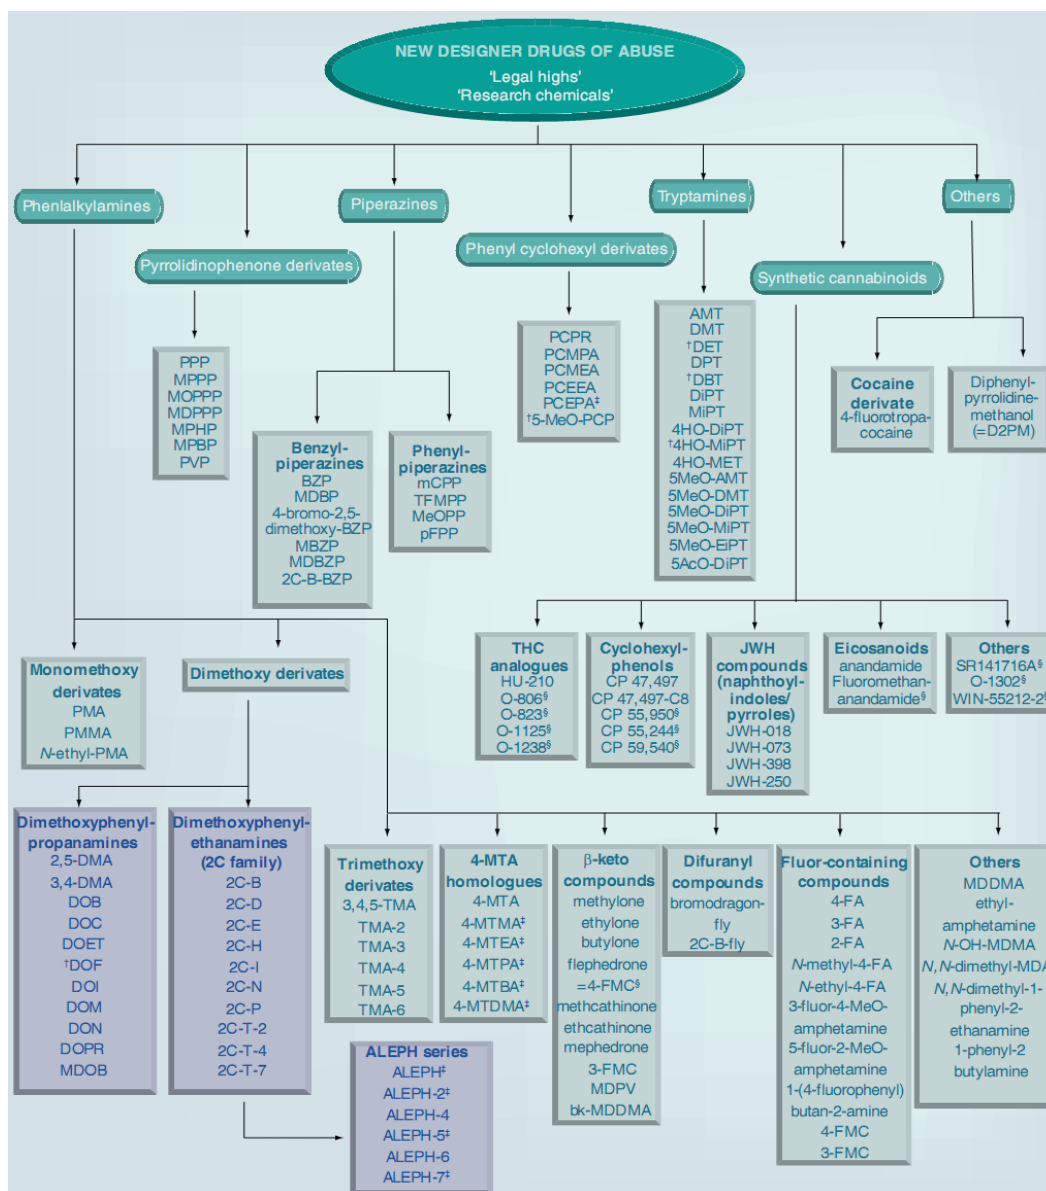 NEW DESIGNER DRUGS OF ABUSE
‘Legal highs’
‘Research chemicals’
Phenlalkylamines
Piperazines
Tryptamines
Others
Pyrrolidinophenone derivates
Phenyl cyclohexyl derivates
Synthetic cannabinoids
PPP
MPPP
MOPPP
MDPPP
MPHP
MPBP
PVP
Benzyl-
piperazines
BZP
MDBP
4-bromo-2,5-
dimethoxy-BZP
MBZP
MDBZP
2C-B-BZP
Phenyl-
piperazines
mCPP
TFMPP
MeOPP
pFPP
PCPR
PCMPA
PCMEA
PCEEA
PCEPA‡
†5-MeO-PCP
AMT
DMT
†DET
DPT
†DBT
DiPT
MiPT
4HO-DiPT
†4HO-MiPT
4HO-MET
5MeO-AMT
5MeO-DMT
5MeO-DiPT
5MeO-MiPT
5MeO-EiPT
5AcO-DiPT
Cocaine
derivate
4-fluorotropa-
cocaine
Diphenyl-
pyrrolidine-
methanol
(=D2PM)
THC
analogues
HU-210
O-806§
O-823§
O-1125§
O-1238§
Cyclohexyl-
phenols
CP 47,497
CP 47,497-C8
CP 55,950§
CP 55,244§
CP 59,540§
JWH
compounds
(naphthoyl-
indoles/
pyrroles)
JWH-018
JWH-073
JWH-398
JWH-250
Eicosanoids
anandamide
Fluoromethan-
anandamide§
Others
SR141716A§
O-1302§
WIN-55212-2§
Monomethoxy
derivates
PMA
PMMA
N-ethyl-PMA
Dimethoxy derivates
Dimethoxyphenyl-
propanamines
2,5-DMA
3,4-DMA
DOB
DOC
DOET
†DOF
DOI
DOM
DON
DOPR
MDOB
Dimethoxyphenyl-
ethanamines
(2C family)
2C-B
2C-D
2C-E
2C-H
2C-I
2C-N
2C-P
2C-T-2
2C-T-4
2C-T-7
ALEPH series
ALEPH‡
ALEPH-2‡
ALEPH-4
ALEPH-5‡
ALEPH-6
ALEPH-7‡
Trimethoxy
derivates
3,4,5-TMA
TMA-2
TMA-3
TMA-4
TMA-5
TMA-6
4-MTA
homologues
4-MTA
4-MTMA‡
4-MTEA‡
4-MTPA‡
4-MTBA‡
4-MTDMA‡
β-keto
compounds
methylone
ethylone
butylone
flephedrone
=4-FMC§
methcathinone
ethcathinone
mephedrone
3-FMC
MDPV
bk-MDDMA
Difuranyl
compounds
bromodragon-
fly
2C-B-fly
Fluor-containing
compounds
4-FA
3-FA
2-FA
N-methyl-4-FA
N-ethyl-4-FA
3-fluor-4-MeO-
amphetamine
5-fluor-2-MeO-
amphetamine
1-(4-fluorophenyl)
butan-2-amine
4-FMC
3-FMC
Others
MDDMA
ethyl-
amphetamine
N-OH-MDMA
N,N-dimethyl-MDA
N,N-dimethyl-1-
phenyl-2-
ethanamine
1-phenyl-2
butylamine